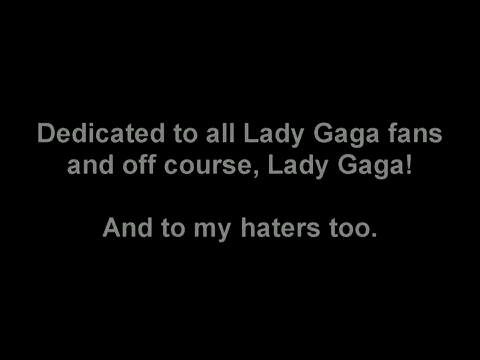 Dedicated to all Lady Gaga fans
and off course, Lady Gaga!
And to my haters too.